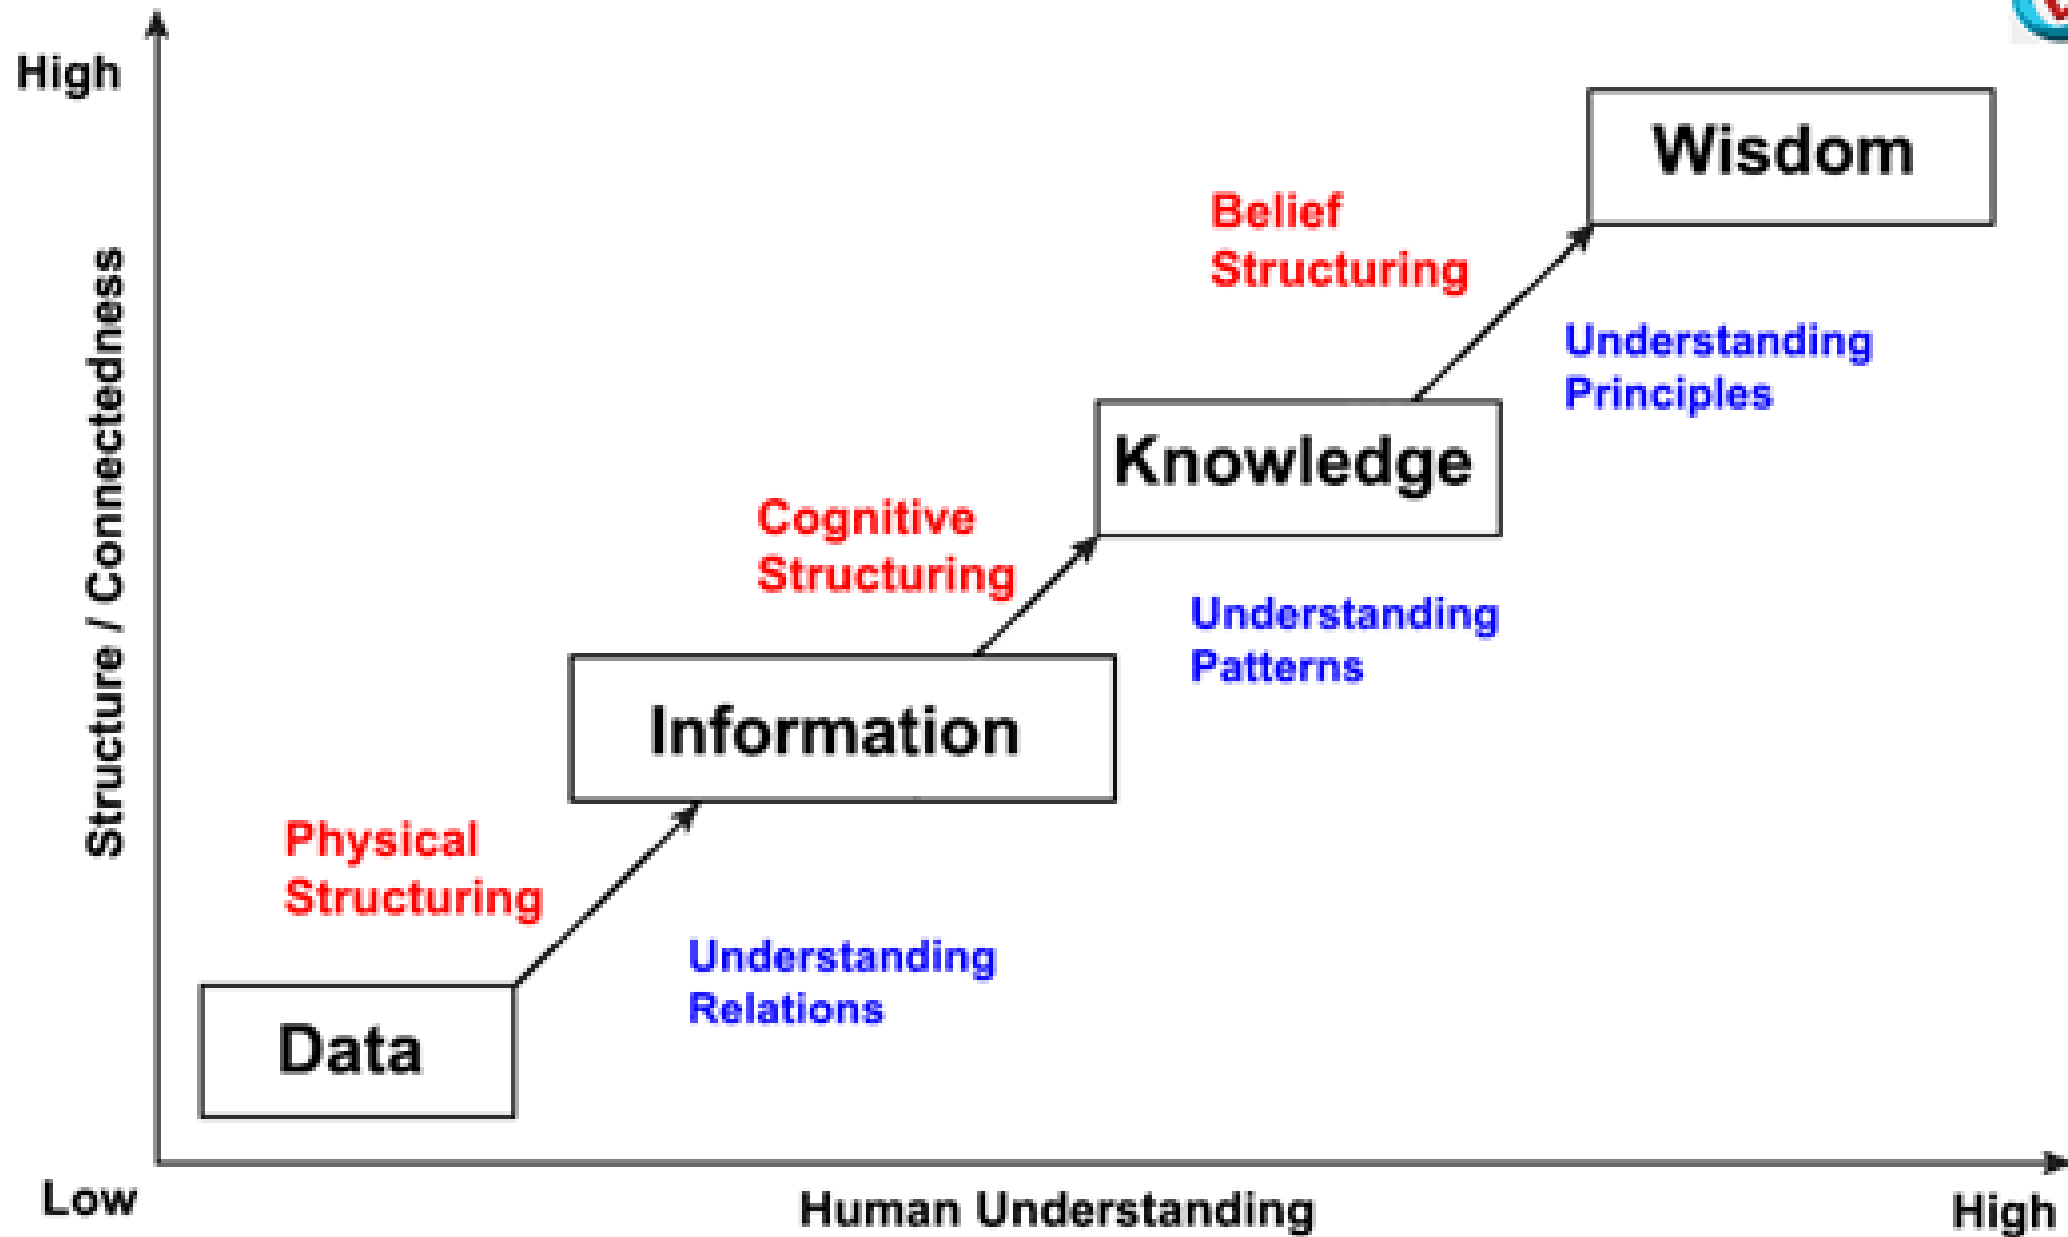 High
Wisdom
Belief
Structuring
Understanding
Principles
Knowledge
Cognitive
Structuring
Understanding
Patterns
Structure / Connectedness
Information
Physical
Structuring
Understanding
Relations
Data
Low
Human Understanding
High